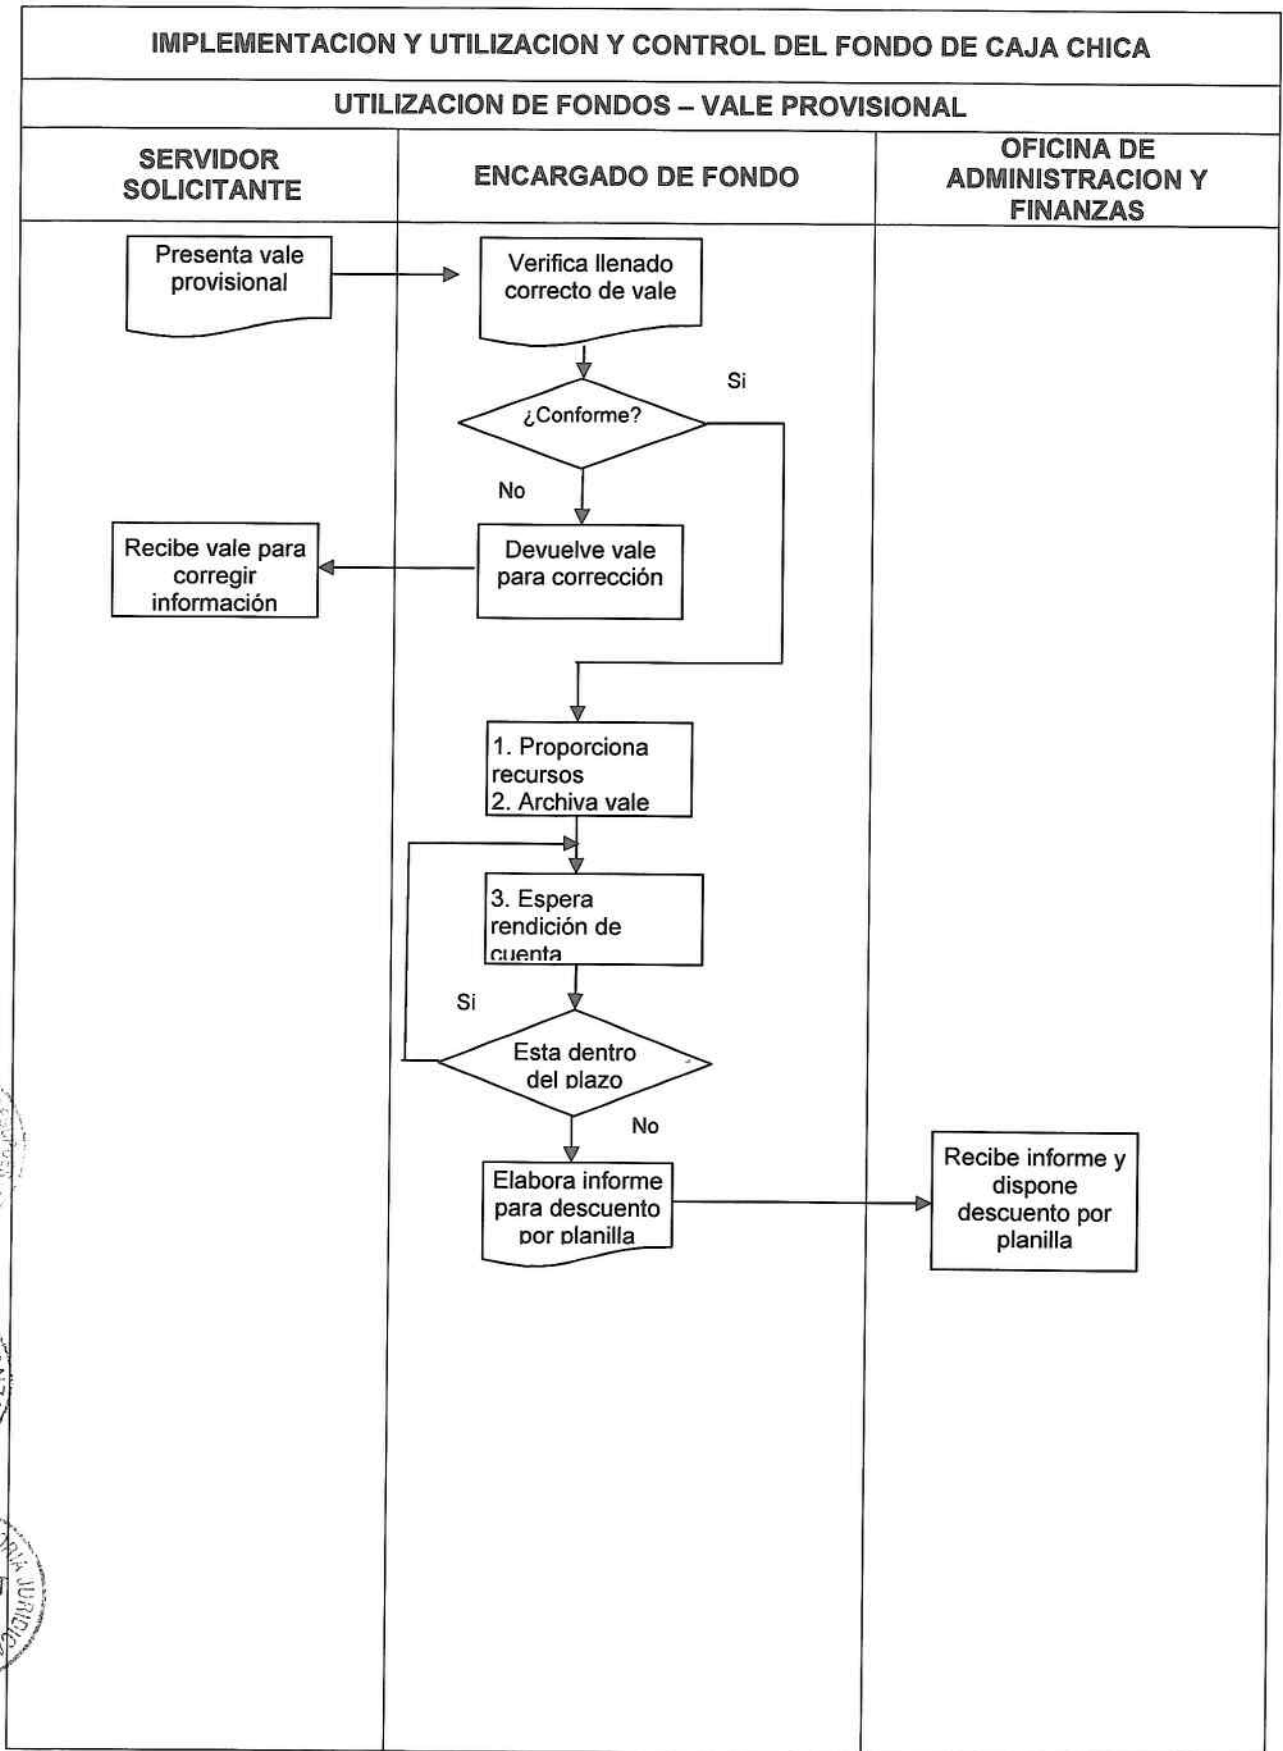 IMPLEMENTACION Y UTILIZACION Y CONTROL DEL FONDO DE CAJA CHICA
UTILIZACION DE FONDOS – VALE PROVISIONAL
SERVIDOR
SOLICITANTE
ENCARGADO DE FONDO
OFICINA DE
ADMINISTRACION Y
FINANZAS
Presenta vale
provisional
Verifica llenado
correcto de vale
¿Conforme?
Si
No
Recibe vale para
corregir
información
Devuelve vale
para corrección
1. Proporciona
recursos
2. Archiva vale
3. Espera
rendición de
cuenta
Si
Esta dentro
del plazo
No
Elabora informe
para descuento
por planilla
Recibe informe y
dispone
descuento por
planilla
JURIDICA